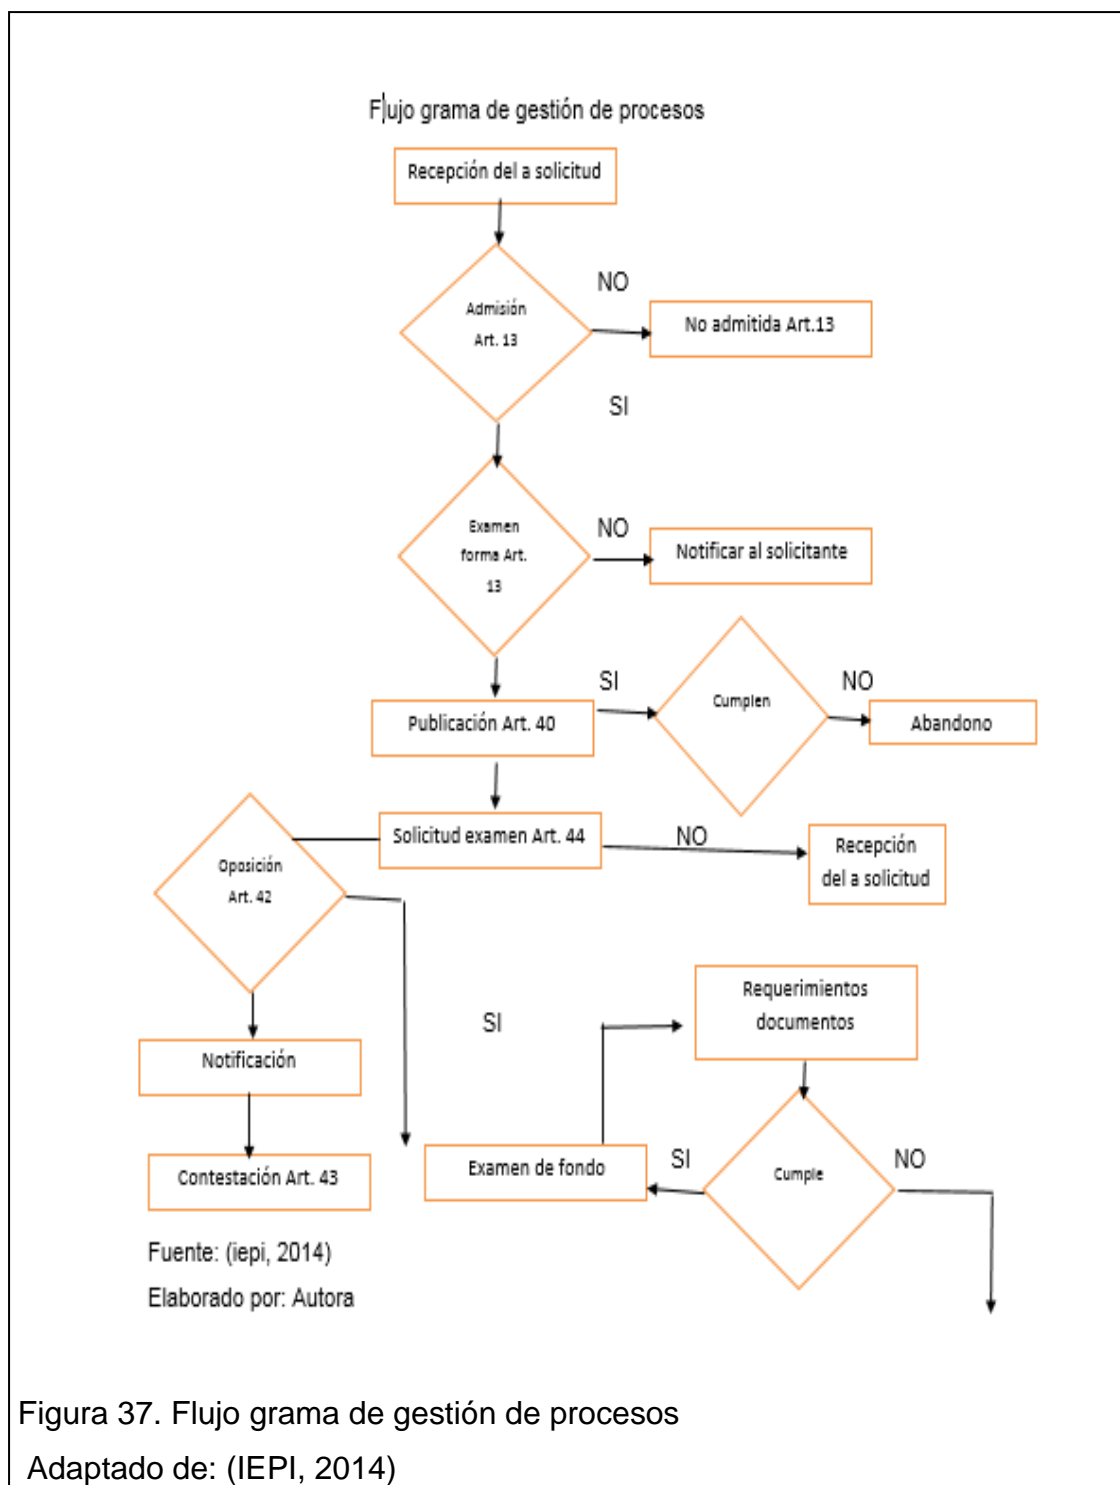 Flujo grama de gestión de procesos
Recepción del a solicitud
Admisión
Art. 13
NO
No admitida Art.13
SI
Examen
forma Art.
13
NO
Notificar al solicitante
Publicación Art. 40
SI
Cumplen
NO
Abandono
Solicitud examen Art. 44
NO
Recepción
del a solicitud
Oposición
Art. 42
Notificación
Contestación Art. 43
SI
Requerimientos
documentos
Examen de fondo
SI
Cumple
NO
Fuente: (iepi, 2014)
Elaborado por: Autora
Figura 37. Flujo grama de gestión de procesos
Adaptado de: (IEPI, 2014)